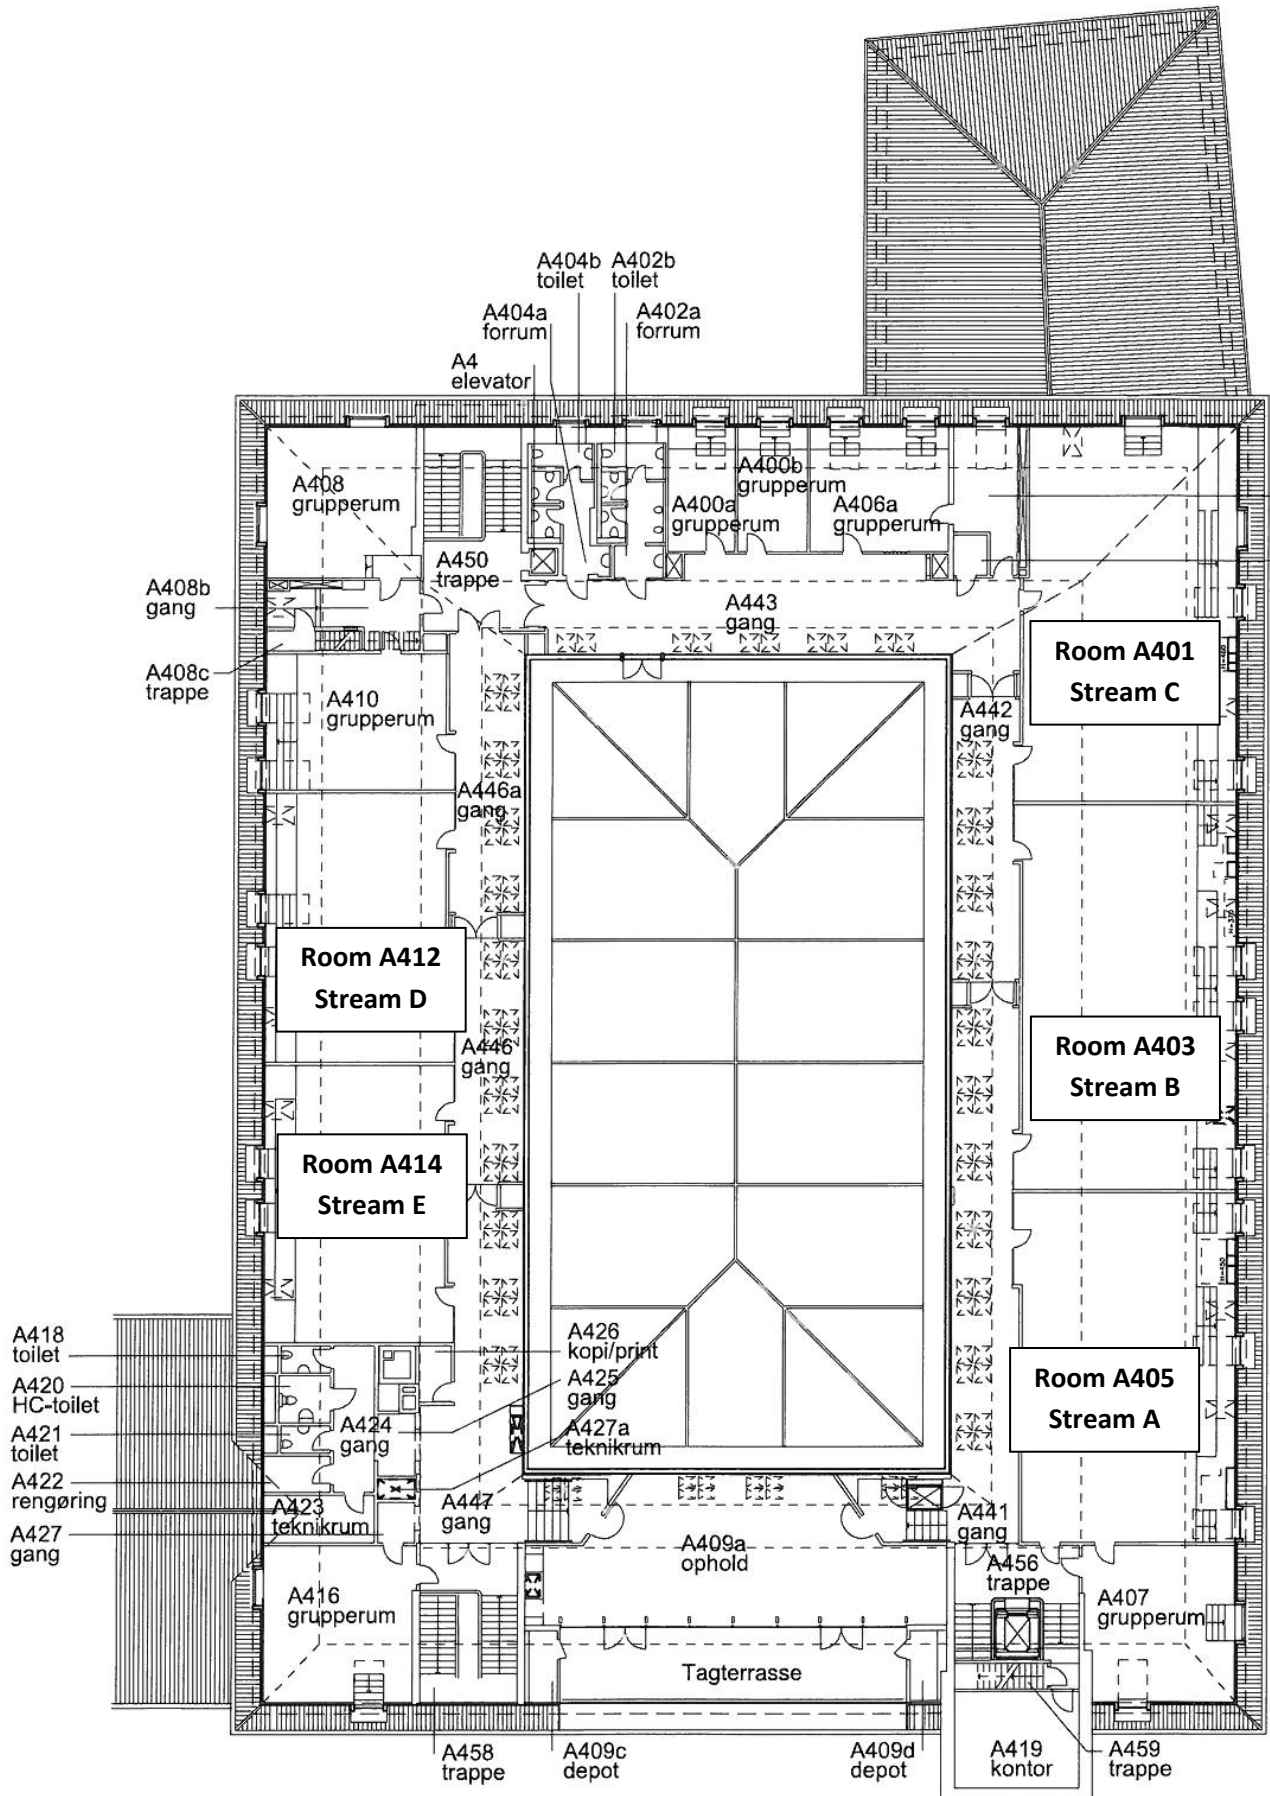 A404b
toilet
A402b
toilet
A404a
forrum
A402a
forrum
A4
elevator
A408
grupperum
A400b
grupperum
A400a
grupperum
A406a
grupperum
A450
trappe
A408b
gang
A443
gang
A408c
trappe
A410
grupperum
Room A401
Stream C
A442
gang
A446a
gang
Room A412
Stream D
A446
gang
Room A403
Stream B
Room A414
Stream E
A418
toilet
A426
kopi/print
A420
HC-toilet
A425
gang
Room A405
Stream A
A421
toilet
A424
gang
A427a
teknikrum
A422
rengøring
A423
teknikrum
A447
gang
A441
gang
A427
gang
A409a
ophold
A456
trappe
A416
grupperum
A407
grupperum
Tagterrasse
A458
trappe
A409c
depot
A409d
depot
A419
kontor
A459
trappe